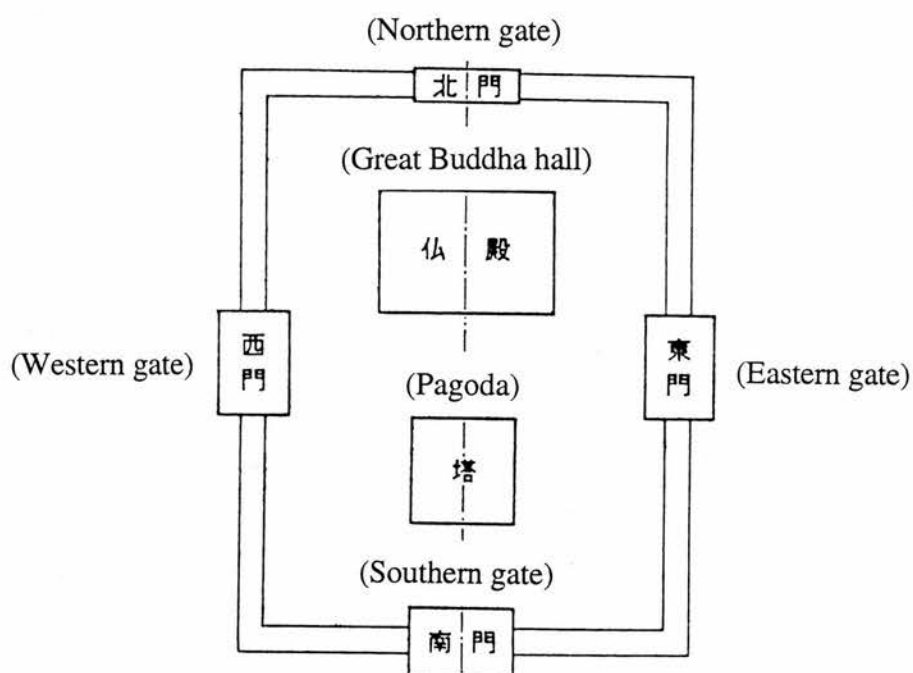 (Northern gate)
北門
(Great Buddha hall)
仏殿
(Western gate)
西門
東門
(Eastern gate)
(Pagoda)
塔
(Southern gate)
南門